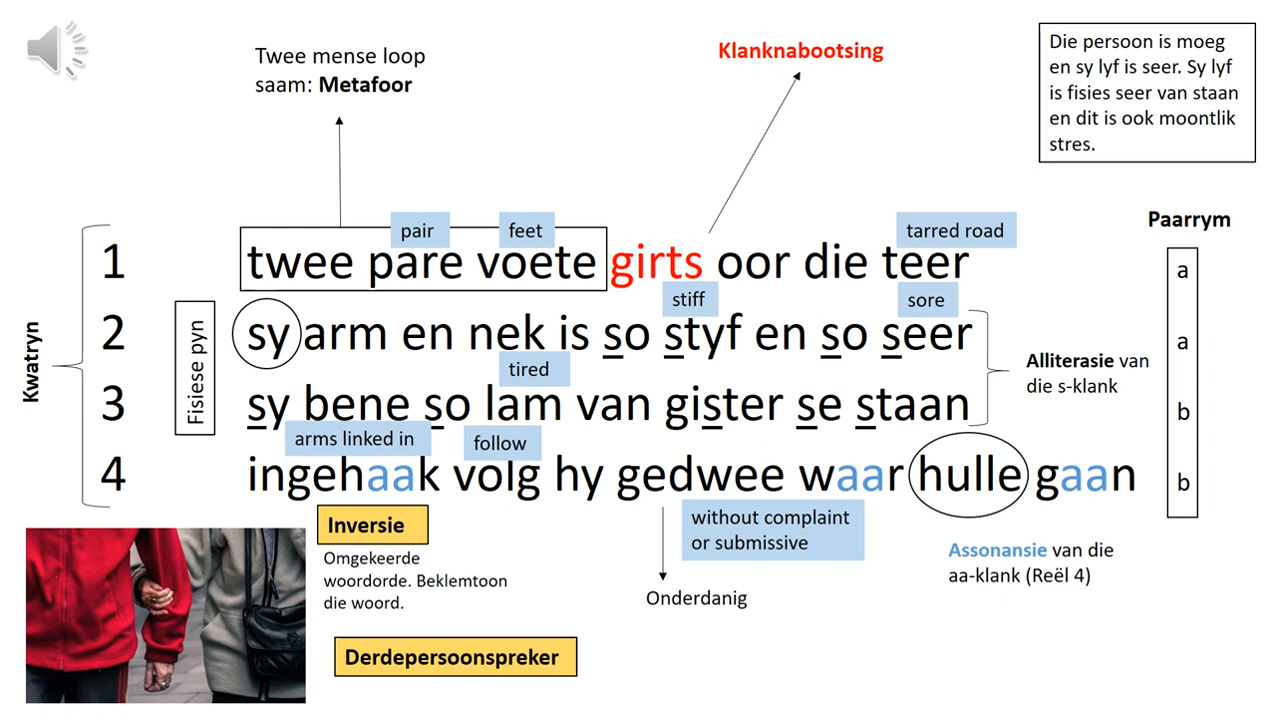 Twee mense loop
saam: Metafoor
Klanknabootsing
Die persoon is moeg
en sy lyf is seer. Sy lyf
is fisies seer van staan
en dit is ook moontlik
stres.
Paarrym
Kwatryn
Fisiese pyn
pair
feet
tarred road
1 twee pare voete girts oor die teer a
stiff
sore
2 sy arm en nek is so styf en so seer a
tired
3 sy bene so lam van gister se staan b
arms linked in
follow
4 ingehaak volg hy gedwee waar hulle gaan b
Alliterasie van
die s-klank
Inversie
Omgekeerde
woordorde. Beklemtoon
die woord.
without complaint
or submissive
Onderdanig
Assonansie van die
aa-klank (Reël 4)
Derdepersoonspreker